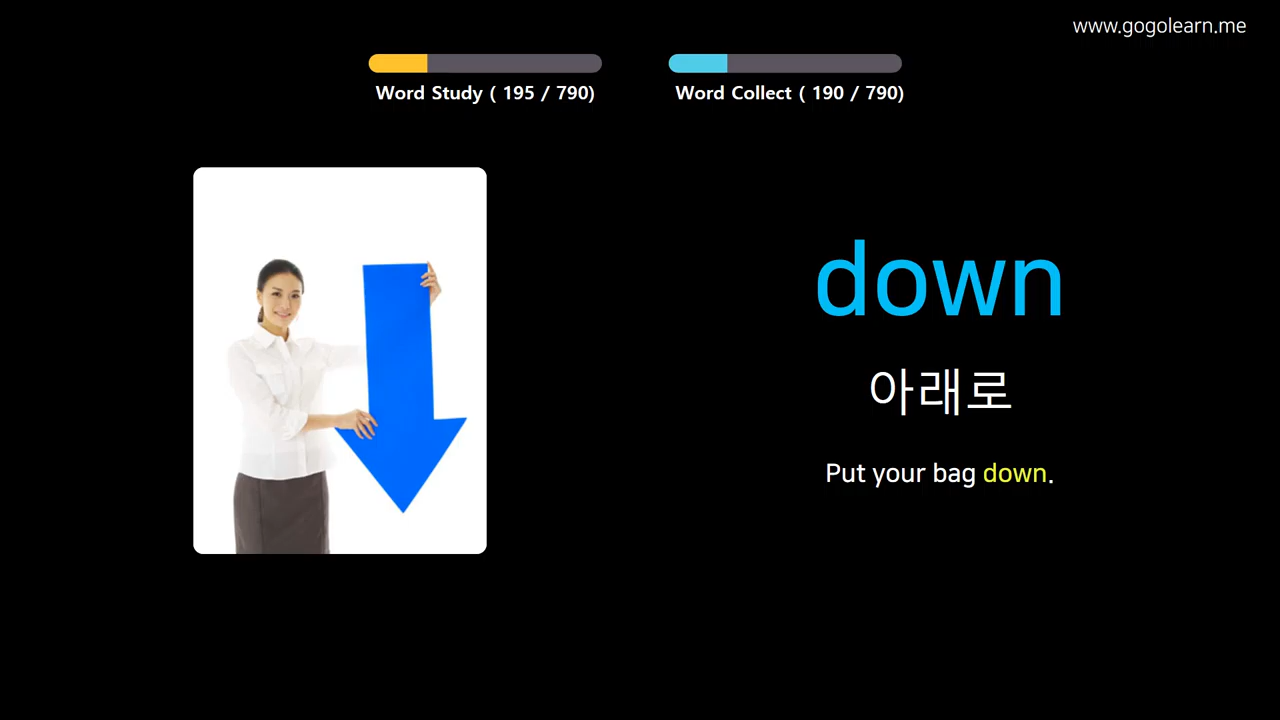 www.gogolearn.me
Word Study ( 195 / 790)
Word Collect ( 190 / 790)
down
아래로
Put your bag down.